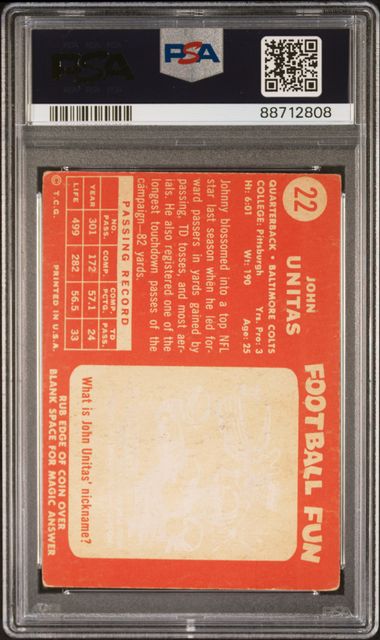 PSA
PSA
88712808
22
JOHN
UNITAS
QUARTERBACK • BALTIMORE COLTS
COLLEGE: Pittsburgh Yrs. Pro: 3
Ht: 6:01 Wt: 190 Age: 25
Johnny blossomed into a top NFL
star last season when he led for-
ward passers in yards gained by
passing, TD tosses, and most aer-
ials. He also registered one of the
longest touchdown passes of the
campaign—82 yards.
PASSING RECORD
NO. COMP. TD
PASS. COMP. PCTG. PASS.
YEAR 301 172 57.1 24
LIFE 499 282 56.5 33
© T.C.G. PRINTED IN U.S.A.
FOOTBALL FUN
What is John Unitas' nickname?
RUB EDGE OF COIN OVER
BLANK SPACE FOR MAGIC ANSWER